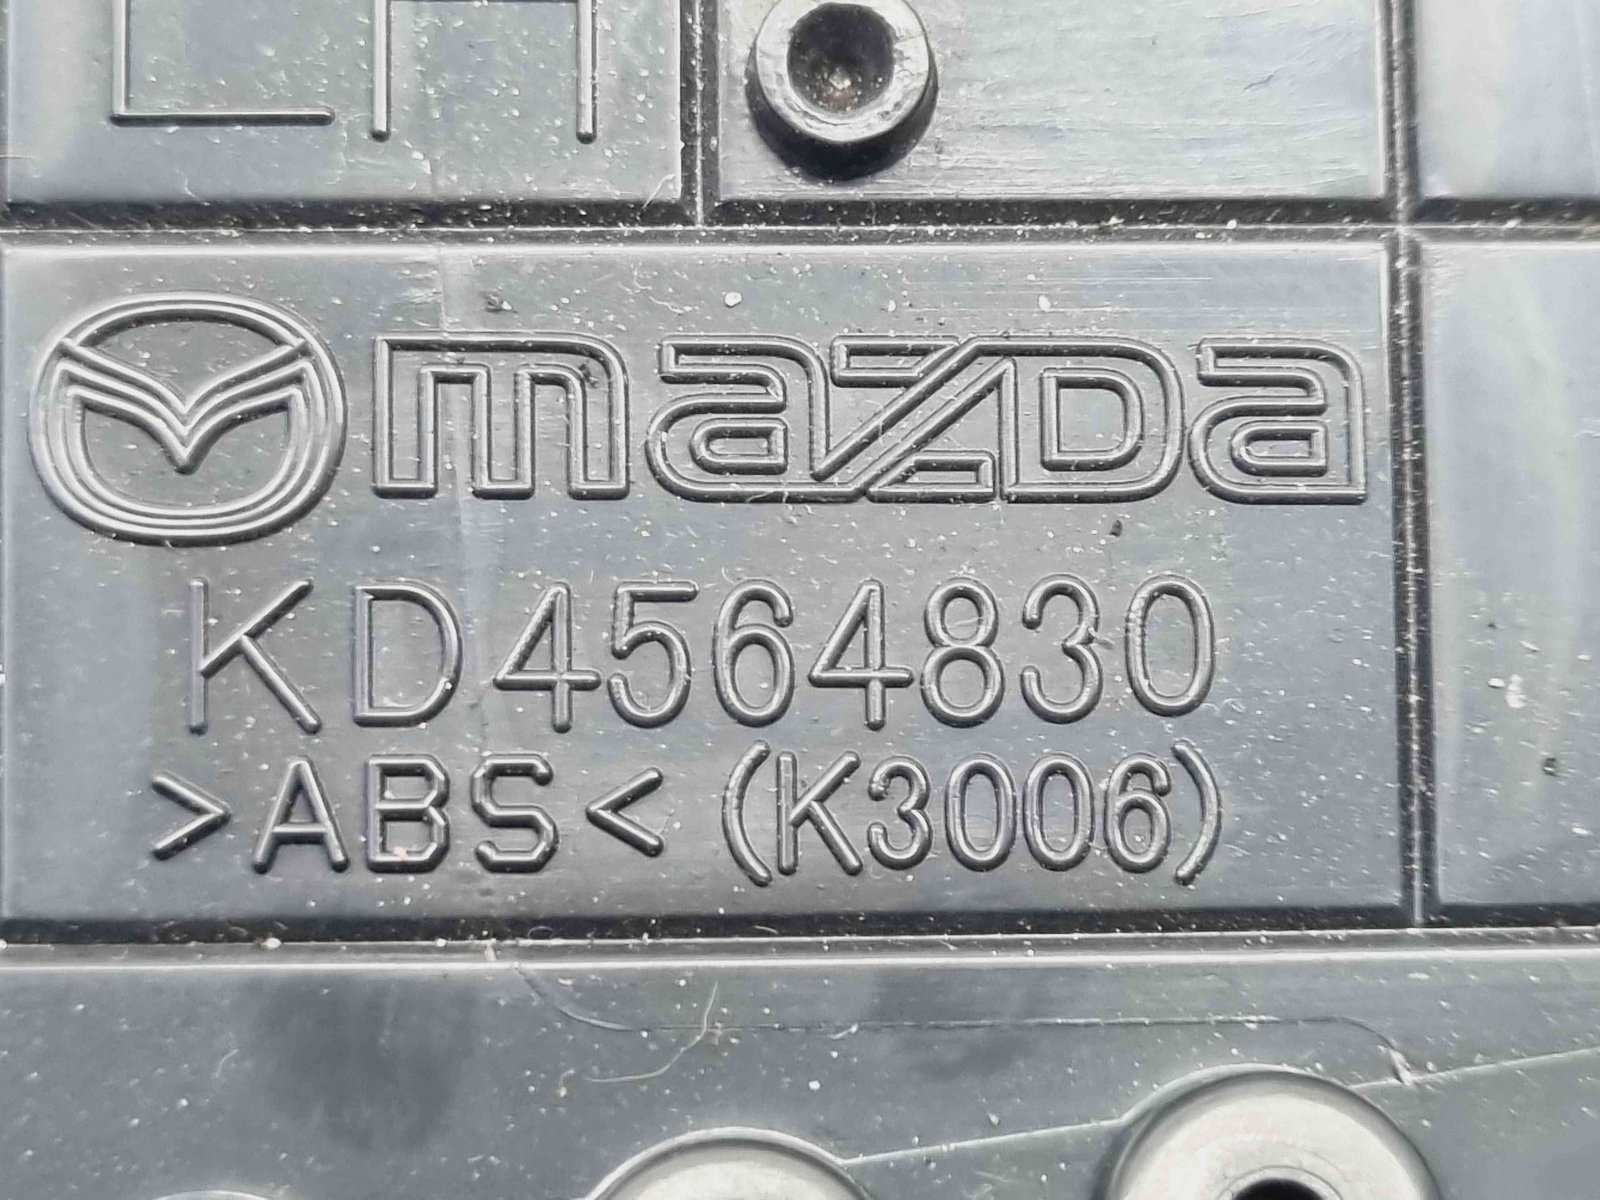 LH
mazda
KD4564830
>ABS< (K3006)